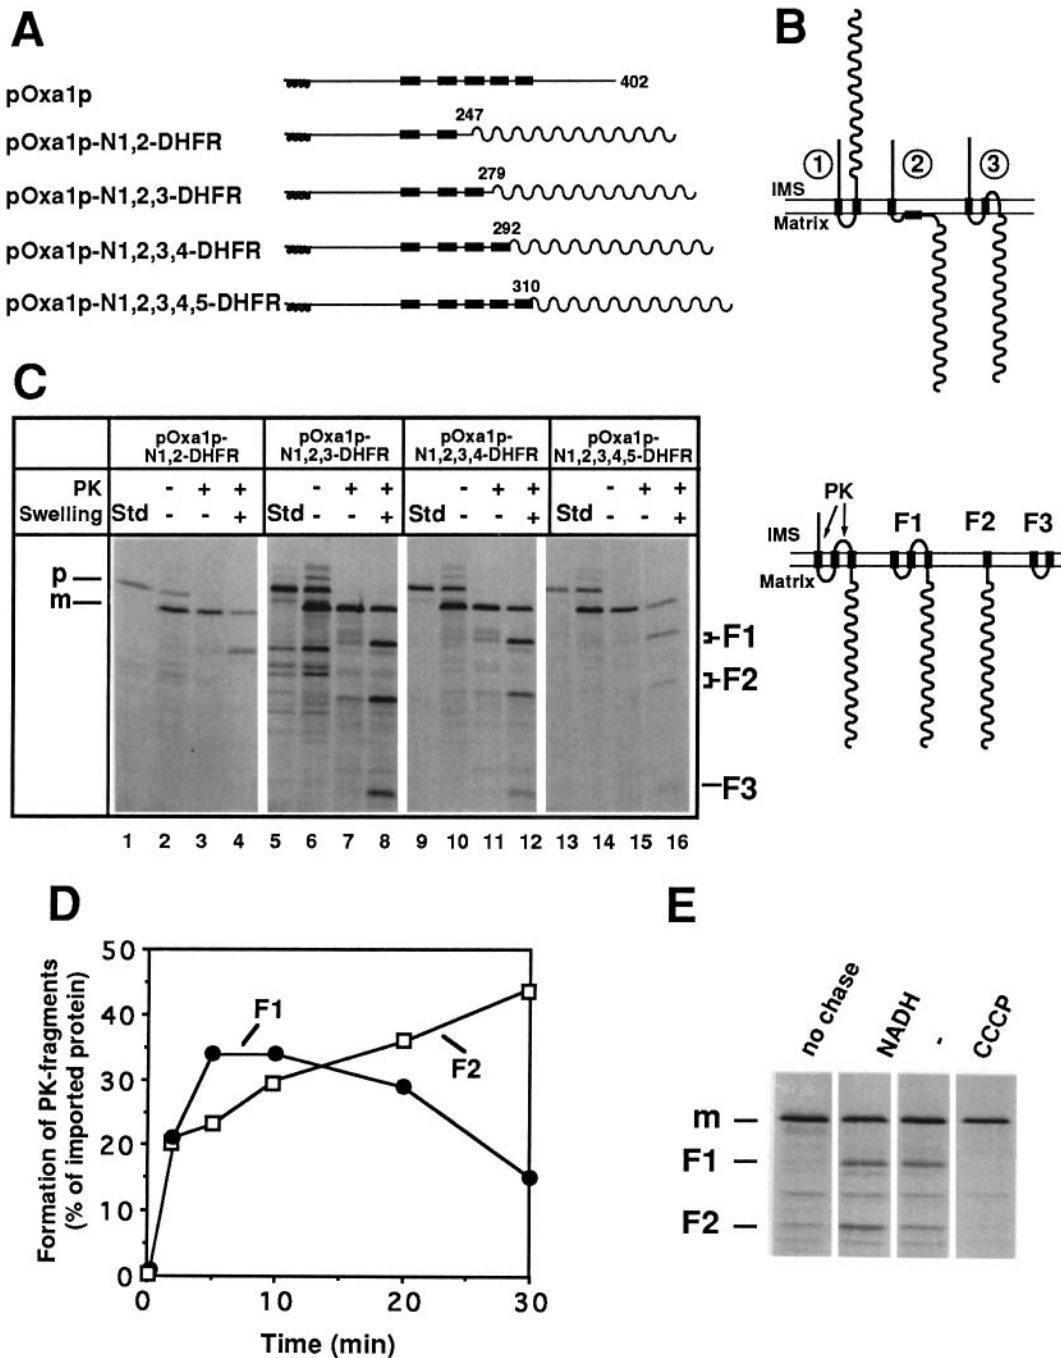 A
pOxa1p
402
pOxa1p-N1,2-DHFR
247
pOxa1p-N1,2,3-DHFR
279
pOxa1p-N1,2,3,4-DHFR
292
pOxa1p-N1,2,3,4,5-DHFR
310
B
1
2
3
IMS
Matrix
PK
IMS
F1
F2
F3
Matrix
C
pOxa1p-
N1,2-DHFR
pOxa1p-
N1,2,3-DHFR
pOxa1p-
N1,2,3,4-DHFR
pOxa1p-
N1,2,3,4,5-DHFR
PK - + + - + + - + + - + +
Swelling Std - - + Std - - + Std - - + Std - - +
p
m
F1
F2
F3
1 2 3 4 5 6 7 8 9 10 11 12 13 14 15 16
D
Formation of PK-fragments
(% of imported protein)
50
40
30
20
10
0
F1
F2
0 10 20 30
Time (min)
E
no chase
NADH
-
CCCP
m
F1
F2